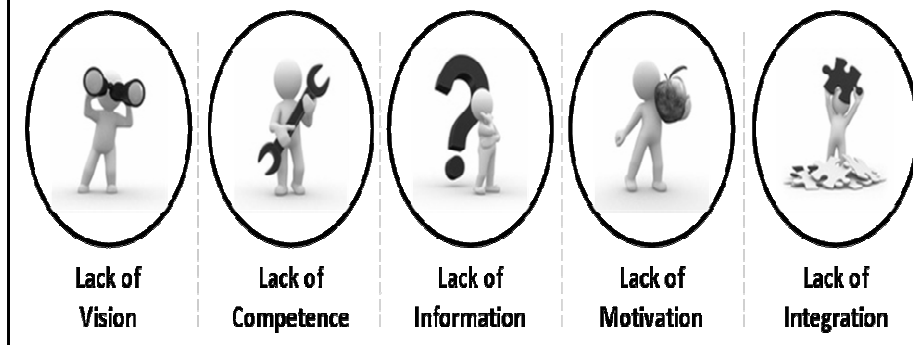 Lack of
Vision
Lack of
Competence
Lack of
Information
Lack of
Motivation
Lack of
Integration